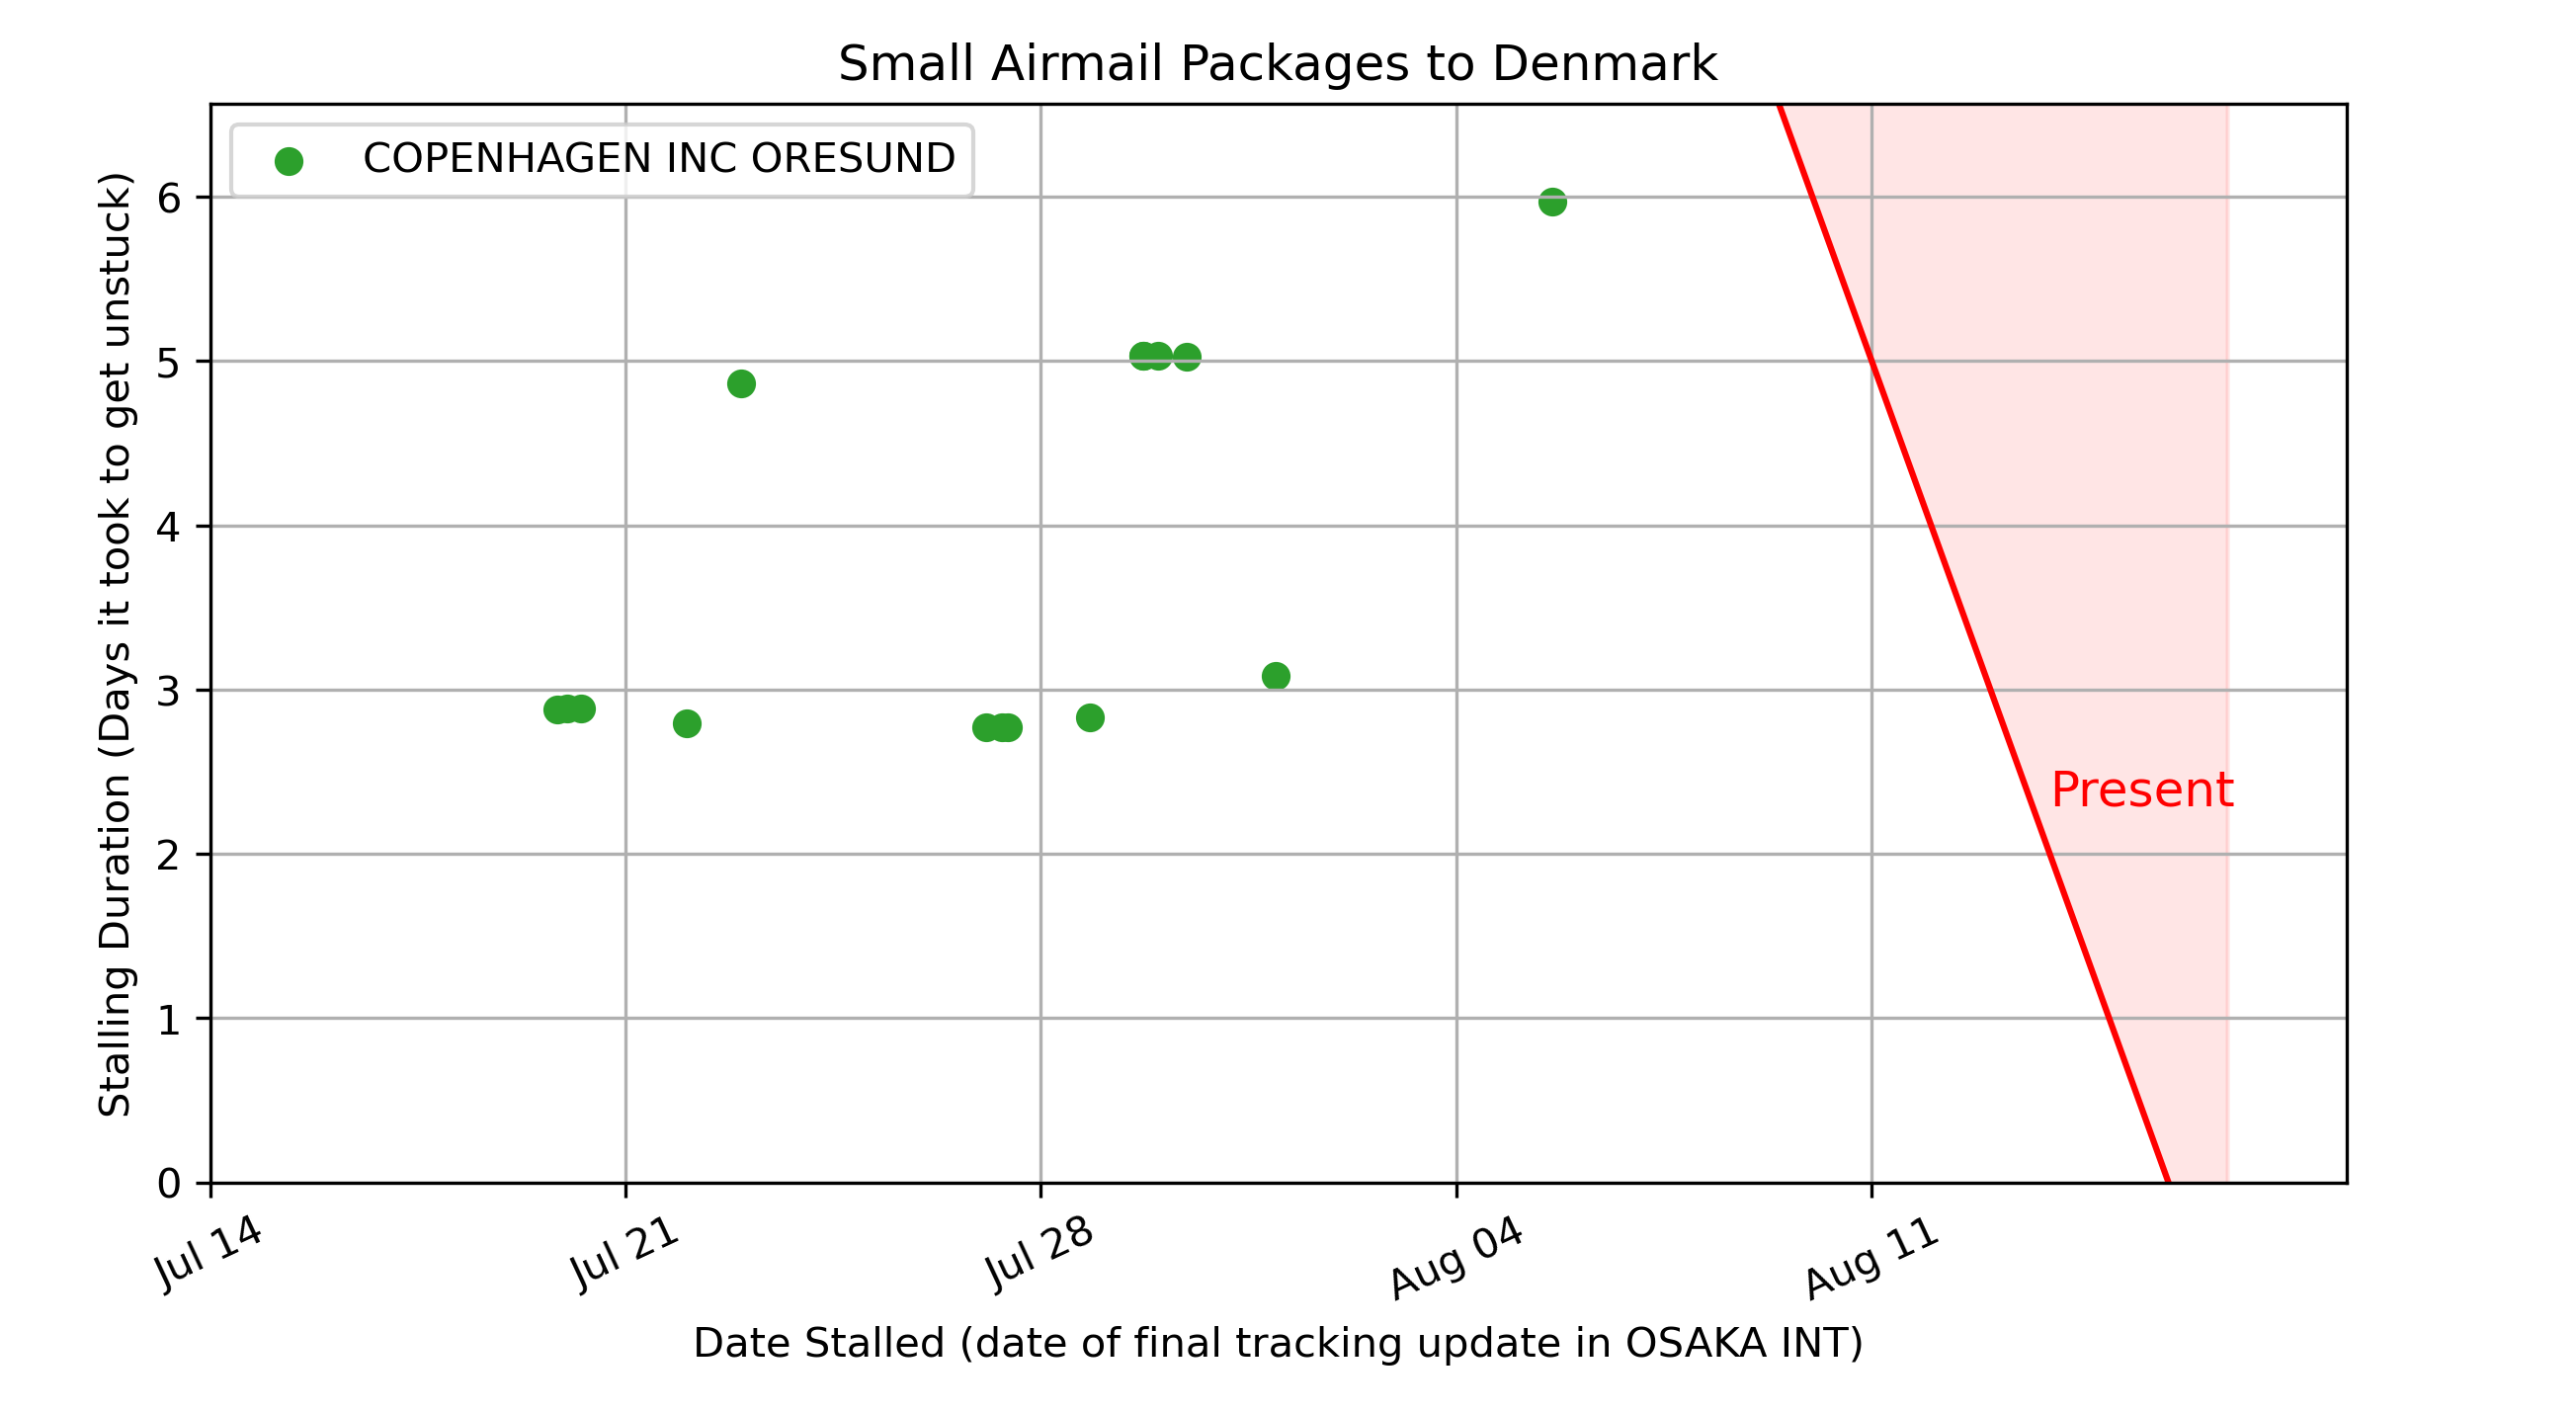 Small Airmail Packages to Denmark
COPENHAGEN INC ORESUND
Stalling Duration (Days it took to get unstuck)
6
5
4
3
2
1
0
Present
Jul 14
Jul 21
Jul 28
Aug 04
Aug 11
Date Stalled (date of final tracking update in OSAKA INT)